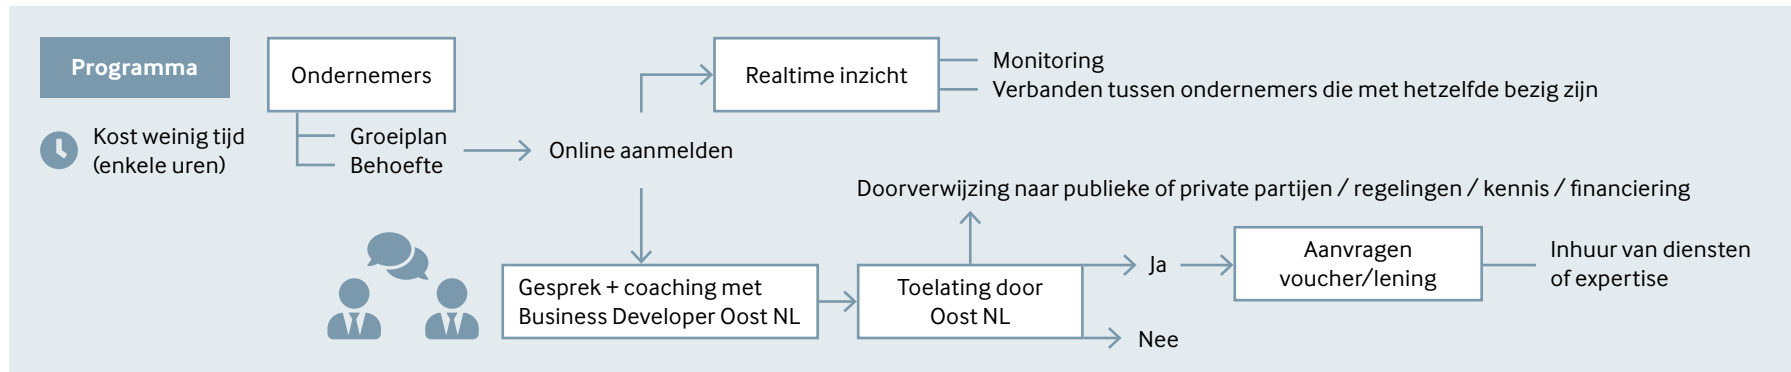 Programma
Kost weinig tijd
(enkele uren)
Ondernemers
Groeiplan
Behoefte
Online aanmelden
Realtime inzicht
Monitoring
Verbanden tussen ondernemers die met hetzelfde bezig zijn
Gesprek + coaching met
Business Developer Oost NL
Toelating door
Oost NL
Doorverwijzing naar publieke of private partijen / regelingen / kennis / financiering
Ja
Nee
Aanvragen
voucher/lening
Inhuur van diensten
of expertise